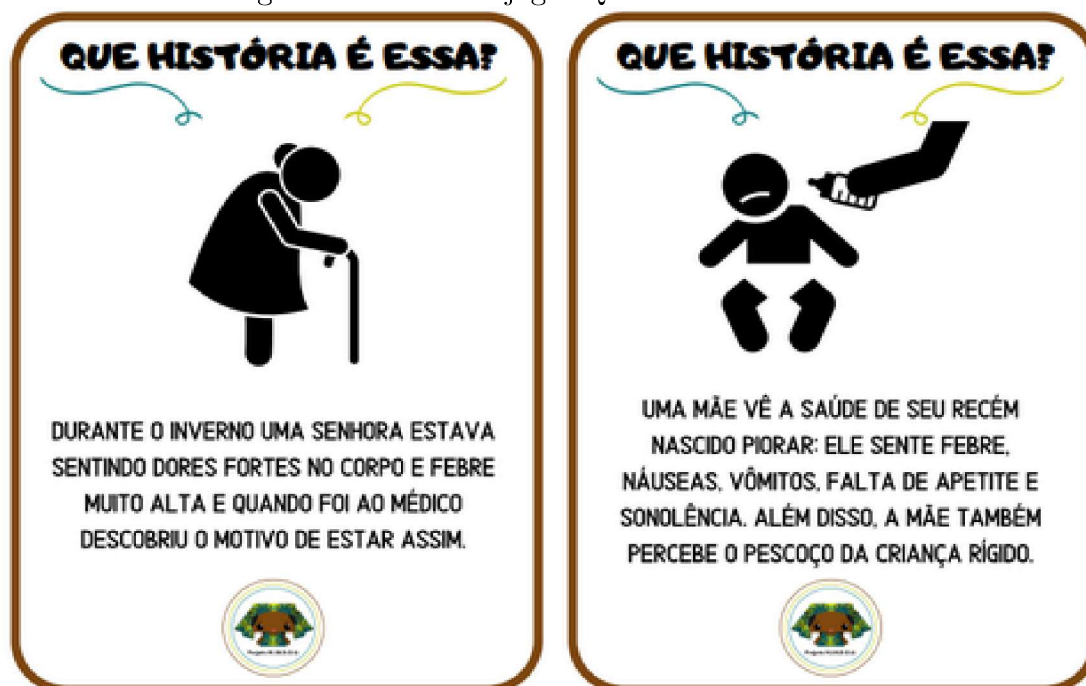 QUE HISTÓRIA É ESSA?
DURANTE O INVERNO UMA SENHORA ESTAVA
SENTINDO DORES FORTES NO CORPO E FEBRE
MUITO ALTA E QUANDO FOI AO MÉDICO
DESCOBRIU O MOTIVO DE ESTAR ASSIM.
QUE HISTÓRIA É ESSA?
UMA MÃE VÊ A SAÚDE DE SEU RECÉM
NASCIDO PIORAR: ELE SENTE FEBRE,
NÁUSEAS, VÔMITOS, FALTA DE APETITE E
SONOLÊNCIA. ALÉM DISSO, A MÃE TAMBÉM
PERCEBE O PESCOÇO DA CRIANÇA RÍGIDO.